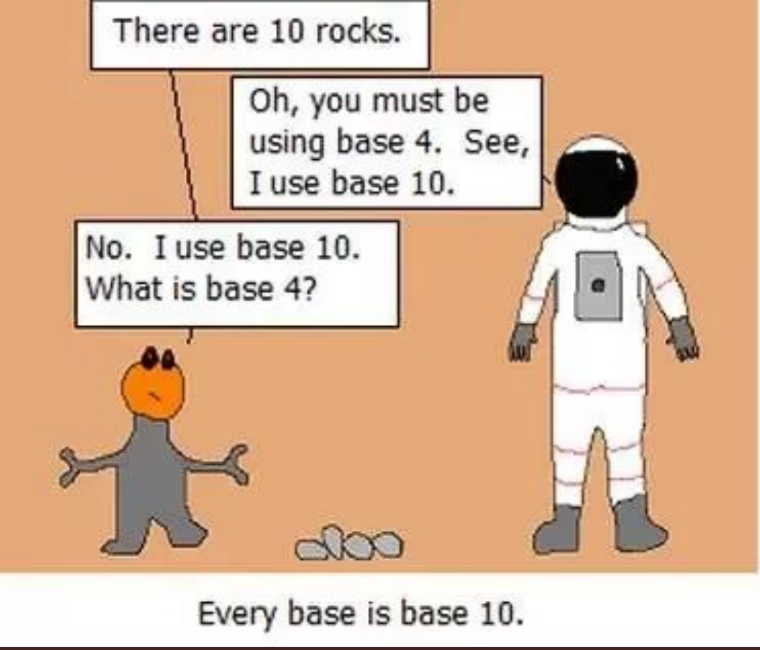 There are 10 rocks.
Oh, you must be
using base 4. See,
I use base 10.
No. I use base 10.
What is base 4?
Every base is base 10.